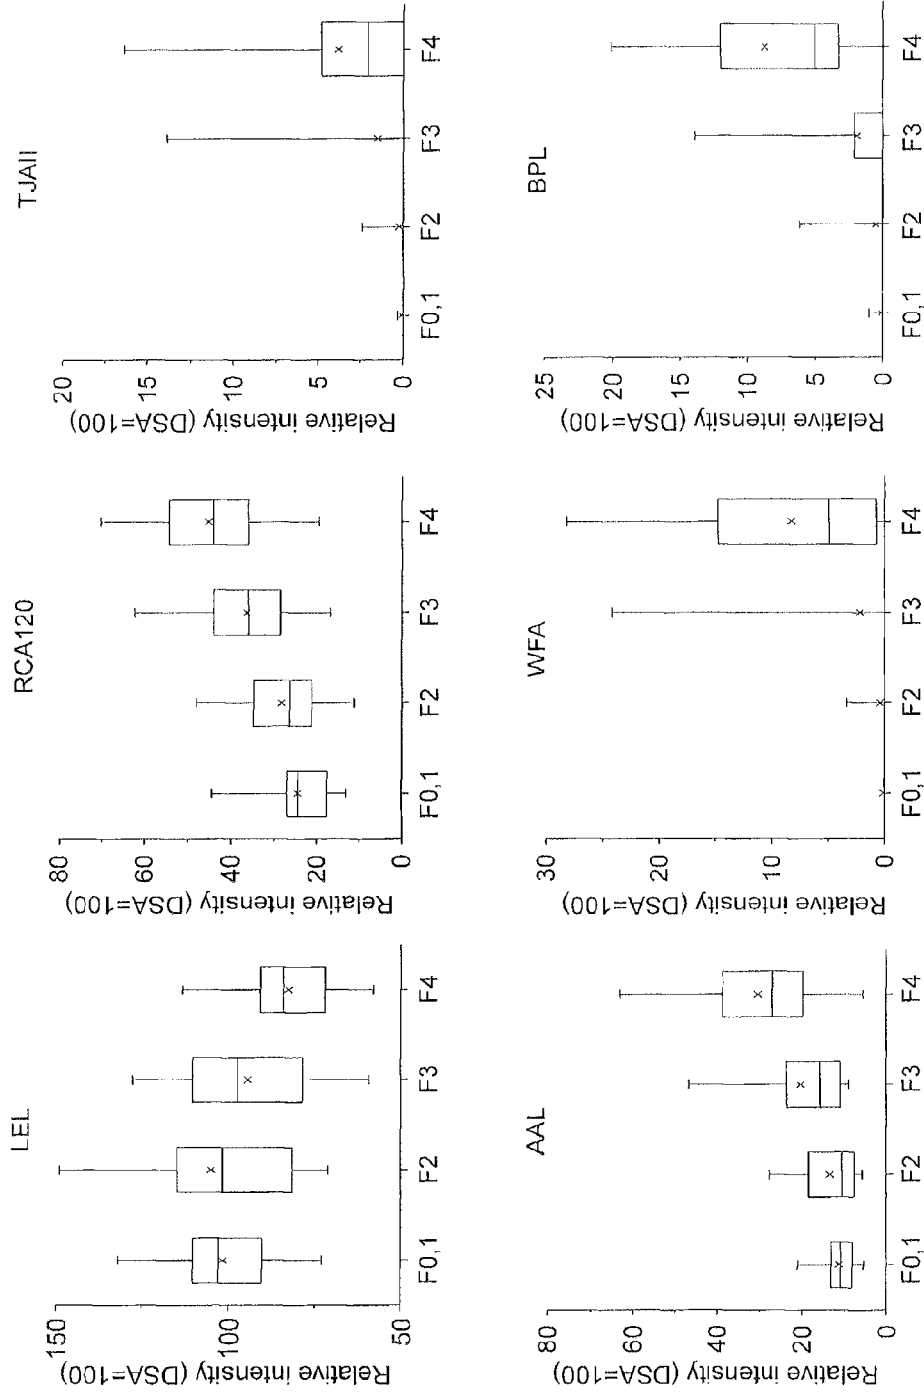 LEL
Relative intensity (DSA=100)
150
100
50
F0,1
F2
F3
F4
RCA120
Relative intensity (DSA=100)
80
60
40
20
0
F0,1
F2
F3
F4
TJAII
Relative intensity (DSA=100)
20
15
10
5
0
F0,1
F2
F3
F4
AAL
Relative intensity (DSA=100)
80
60
40
20
0
F0,1
F2
F3
F4
WFA
Relative intensity (DSA=100)
30
20
10
0
F0,1
F2
F3
F4
BPL
Relative intensity (DSA=100)
25
20
15
10
5
0
F0,1
F2
F3
F4